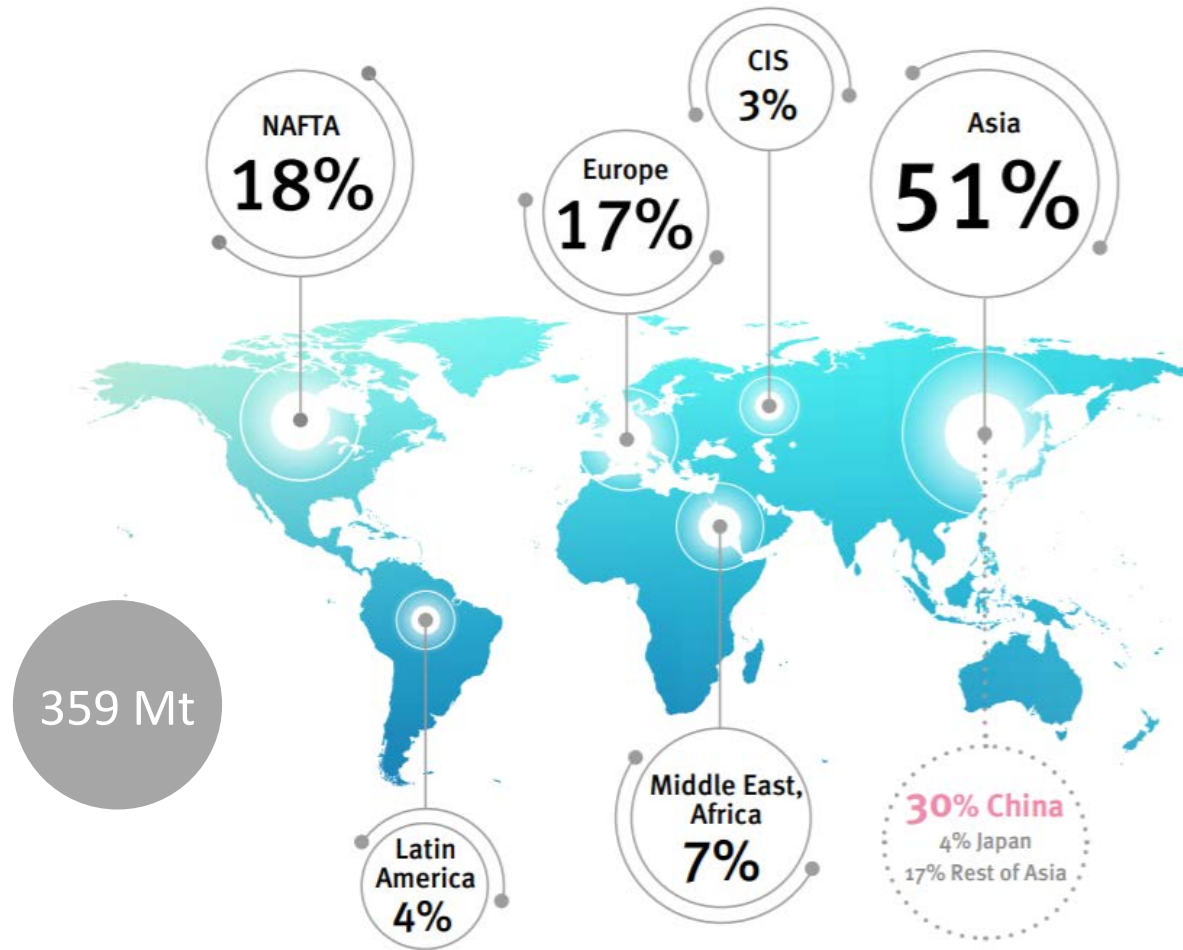 NAFTA
18%
Europe
17%
CIS
3%
Asia
51%
359 Mt
Latin
America
4%
Middle East,
Africa
7%
30% China
4% Japan
17% Rest of Asia